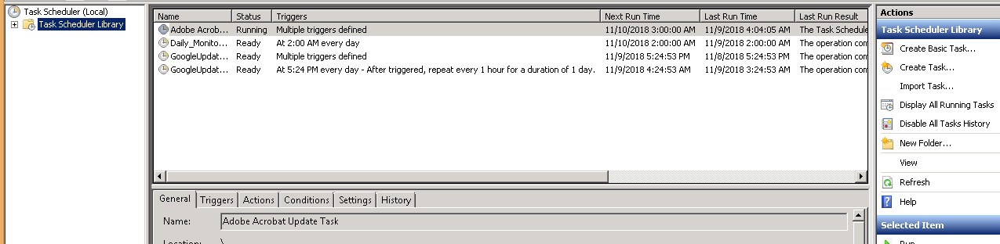 Task Scheduler (Local)
Task Scheduler Library
Name Status Triggers Next Run Time Last Run Time Last Run Result
Adobe Acrob... Running Multiple triggers defined 11/10/2018 3:00:00 AM 11/9/2018 4:04:05 AM The Task Schedule
Daily_Monito... Ready At 2:00 AM every day 11/10/2018 2:00:00 AM 11/9/2018 2:00:00 AM The operation com
GoogleUpdat... Ready Multiple triggers defined 11/9/2018 5:24:53 PM 11/8/2018 5:24:53 PM The operation com
GoogleUpdat... Ready At 5:24 PM every day - After triggered, repeat every 1 hour for a duration of 1 day. 11/9/2018 4:24:53 AM 11/9/2018 3:24:53 AM The operation com
General Triggers Actions Conditions Settings History
Name: Adobe Acrobat Update Task
Location: \
Actions
Task Scheduler Library
Create Basic Task...
Create Task...
Import Task...
Display All Running Tasks
Disable All Tasks History
New Folder...
View
Refresh
Help
Selected Item
Run